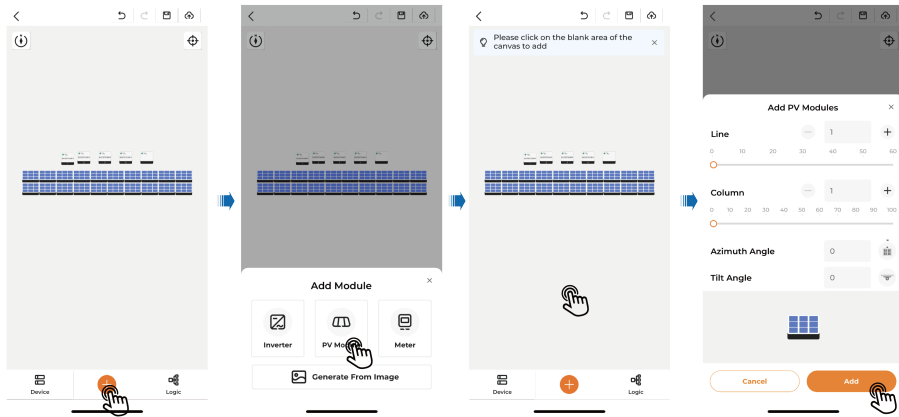 Device
Logic
Add Module
Inverter
PV Mo
Meter
Generate From Image
Please click on the blank area of the
canvas to add
Device
Logic
Add PV Modules
Line
1
0 10 20 30 40 50 60
Column
1
0 10 20 30 40 50 60 70 80 90 100
Azimuth Angle
0
Tilt Angle
0
Cancel
Add